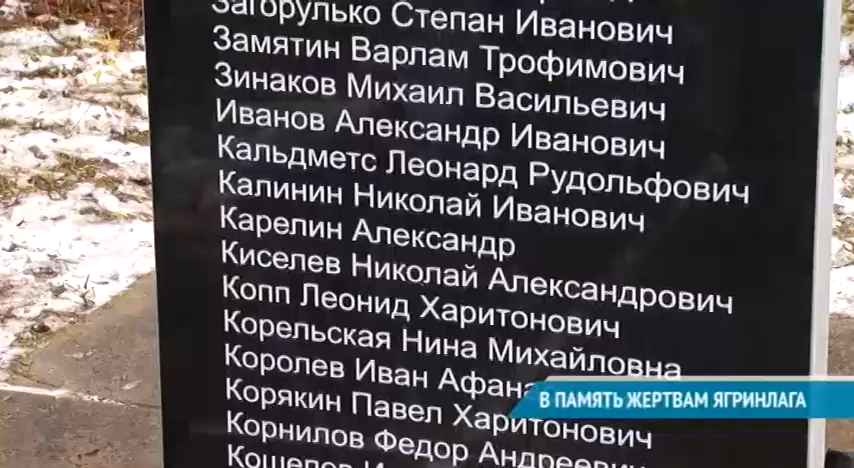 Загорулько Степан Иванович
Замятин Варлам Трофимович
Зинаков Михаил Васильевич
Иванов Александр Иванович
Кальдметс Леонард Рудольфович
Калинин Николай Иванович
Карелин Александр
Киселев Николай Александрович
Копп Леонид Харитонович
Корельская Нина Михайловна
Королев Иван
Корякин Павел Харитонович
Корнилов Федор Андреевич
В ПАМЯТЬ ЖЕРТВАМ ЯГРИНЛАГА